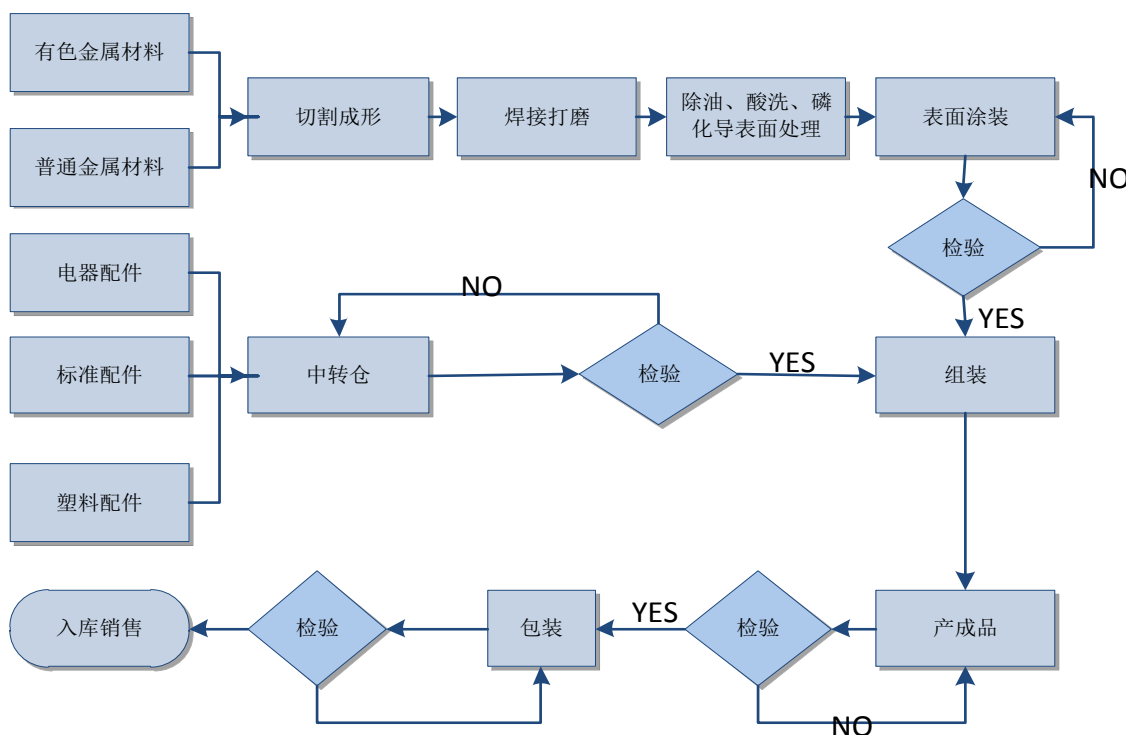 有色金属材料
普通金属材料
切割成形
焊接打磨
除油、酸洗、磷
化导表面处理
表面涂装
NO
检验
YES
电器配件
标准配件
塑料配件
中转仓
NO
检验
YES
组装
入库销售
检验
包装
YES
检验
NO
产成品